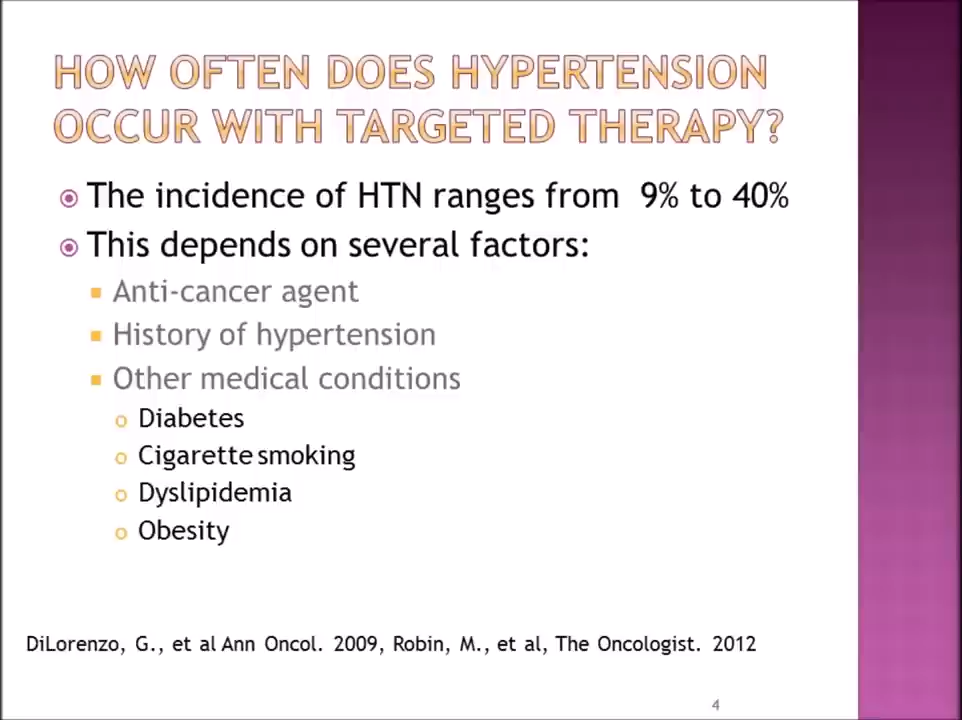 HOW OFTEN DOES HYPERTENSION
OCCUR WITH TARGETED THERAPY?
The incidence of HTN ranges from 9% to 40%
This depends on several factors:
Anti-cancer agent
History of hypertension
Other medical conditions
Diabetes
Cigarette smoking
Dyslipidemia
Obesity
DiLorenzo, G., et al Ann Oncol. 2009, Robin, M., et al, The Oncologist. 2012
4